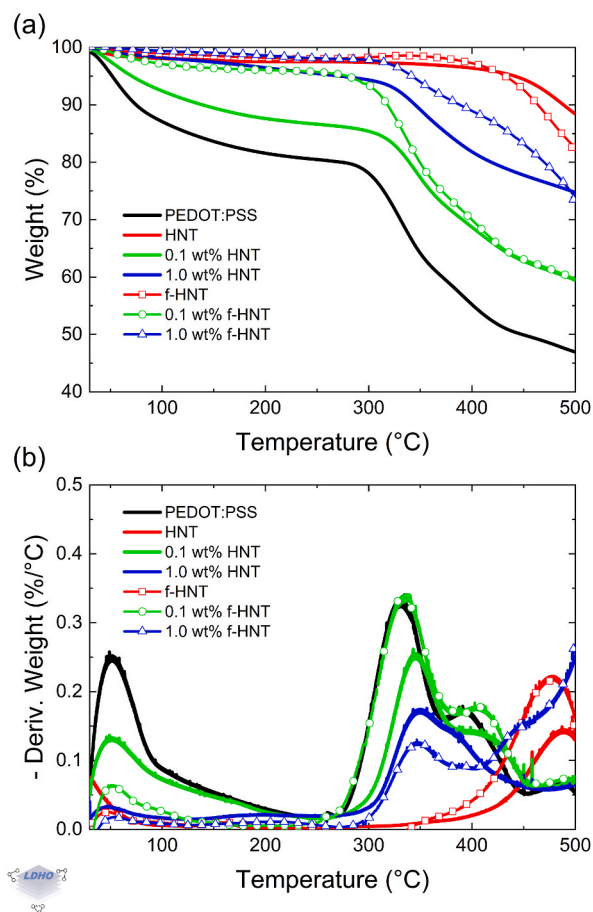 (a)
100
90
80
70
60
50
40
Weight (%)
PEDOT:PSS
HNT
0.1 wt% HNT
1.0 wt% HNT
f-HNT
0.1 wt% f-HNT
1.0 wt% f-HNT
100 200 300 400 500
Temperature (°C)
(b)
0.5
0.4
0.3
0.2
0.1
0.0
- Deriv. Weight (%/°C)
PEDOT:PSS
HNT
0.1 wt% HNT
1.0 wt% HNT
f-HNT
0.1 wt% f-HNT
1.0 wt% f-HNT
100 200 300 400 500
Temperature (°C)
LDHO